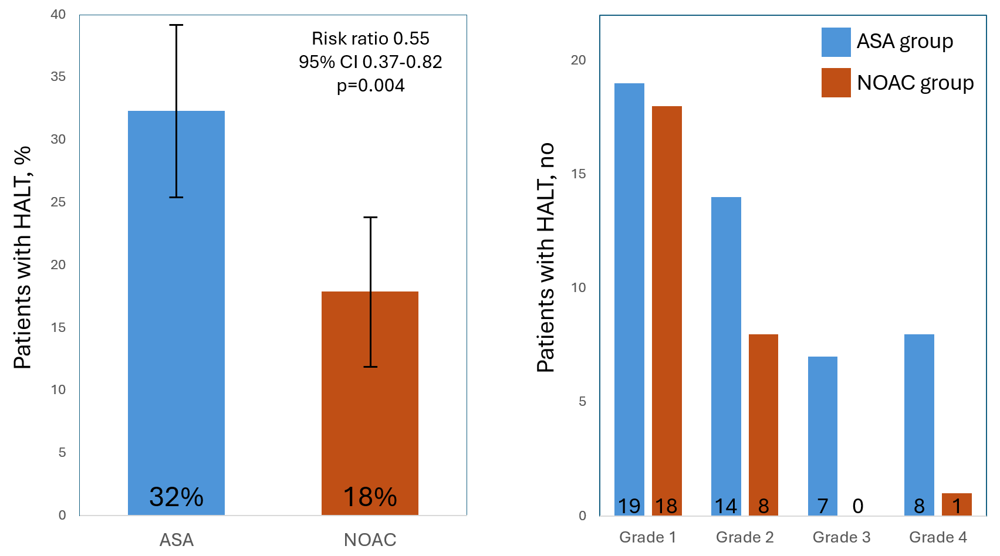 Patients with HALT, %
40
35
30
25
20
15
10
5
0
Risk ratio 0.55
95% CI 0.37-0.82
p=0.004
32%
18%
ASA
NOAC
Patients with HALT, no
20
15
10
5
0
ASA group
NOAC group
19 18 14 8 7 0 8 1
Grade 1 Grade 2 Grade 3 Grade 4